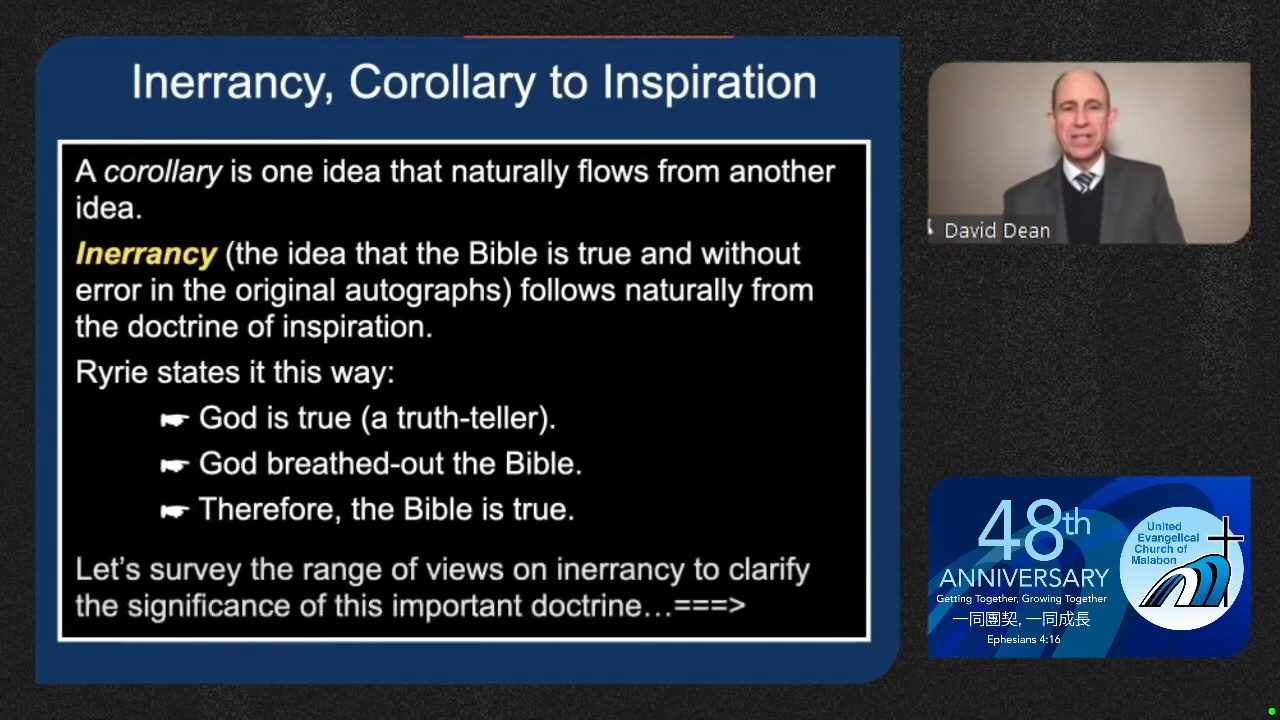 Inerrancy, Corollary to Inspiration
A corollary is one idea that naturally flows from another
idea.
Inerrancy (the idea that the Bible is true and without
error in the original autographs) follows naturally from
the doctrine of inspiration.
Ryrie states it this way:
☛ God is true (a truth-teller).
☛ God breathed-out the Bible.
☛ Therefore, the Bible is true.
Let’s survey the range of views on inerrancy to clarify
the significance of this important doctrine…===>
David Dean
48th
ANNIVERSARY
Getting Together, Growing Together
一同團契, 一同成長
Ephesians 4:16
United
Evangelical
Church of
Malabon